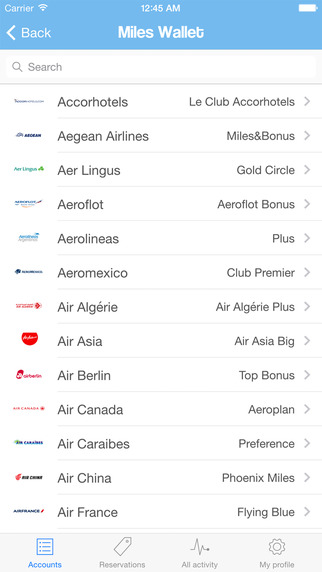 Carrier 12:45 AM
Back Miles Wallet
Search
Accorhotels Le Club Accorhotels
AEGEAN Aegean Airlines Miles&Bonus
Aer Lingus Aer Lingus Gold Circle
AEROFLOT Aeroflot Aeroflot Bonus
Aerolíneas Argentinas Aerolineas Plus
AEROMEXICO Aeromexico Club Premier
Air Algérie Air Algérie Plus
Air Asia Air Asia Big
airberlin Air Berlin Top Bonus
AIR CANADA Air Canada Aeroplan
AIR CARAIBES Air Caraibes Preference
AIR CHINA Air China Phoenix Miles
AIRFRANCE Air France Flying Blue
Accounts Reservations All activity My profile